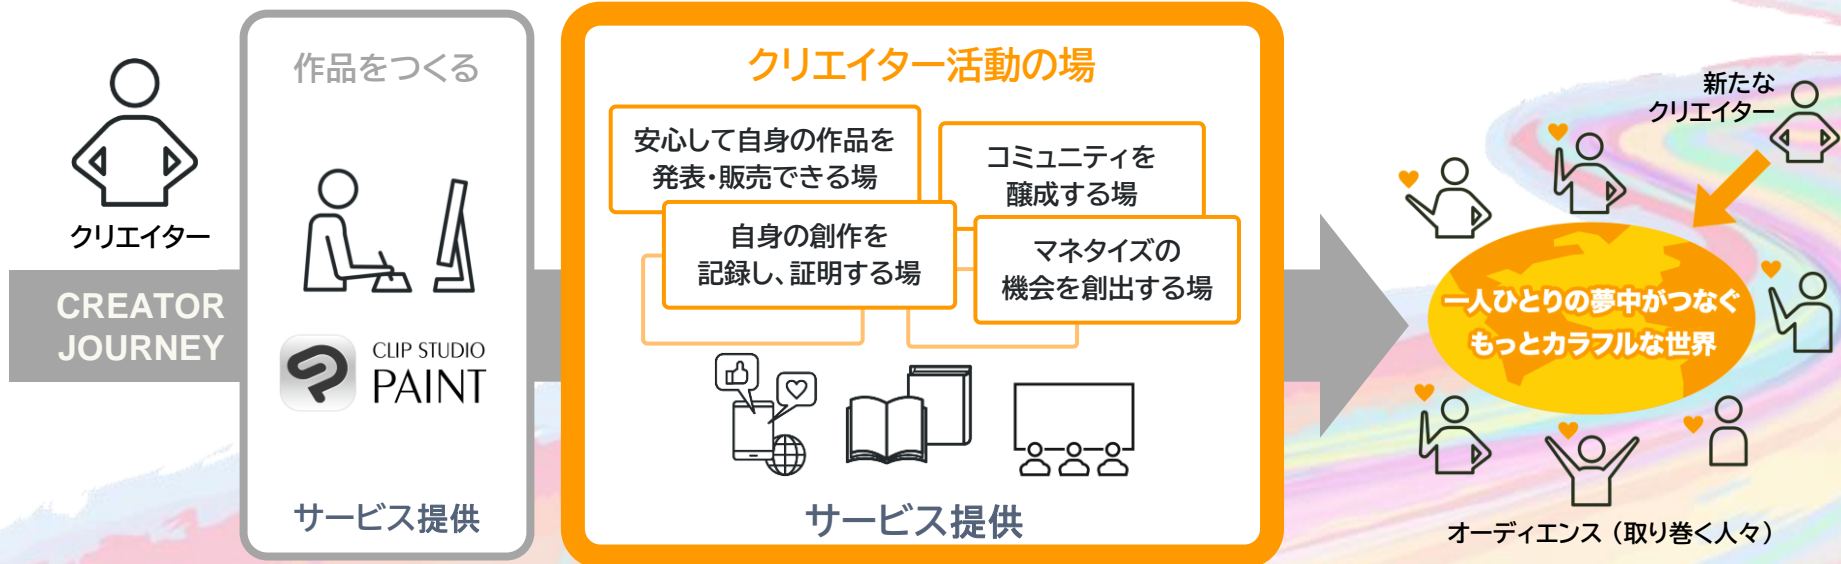 クリエイター
CREATOR
JOURNEY
作品をつくる
CLIP STUDIO
PAINT
サービス提供
クリエイター活動の場
安心して自身の作品を
発表・販売できる場
コミュニティを
醸成する場
自身の創作を
記録し、証明する場
マネタイズの
機会を創出する場
サービス提供
新たな
クリエイター
一人ひとりの夢中がつなぐ
もっとカラフルな世界
オーディエンス（取り巻く人々）